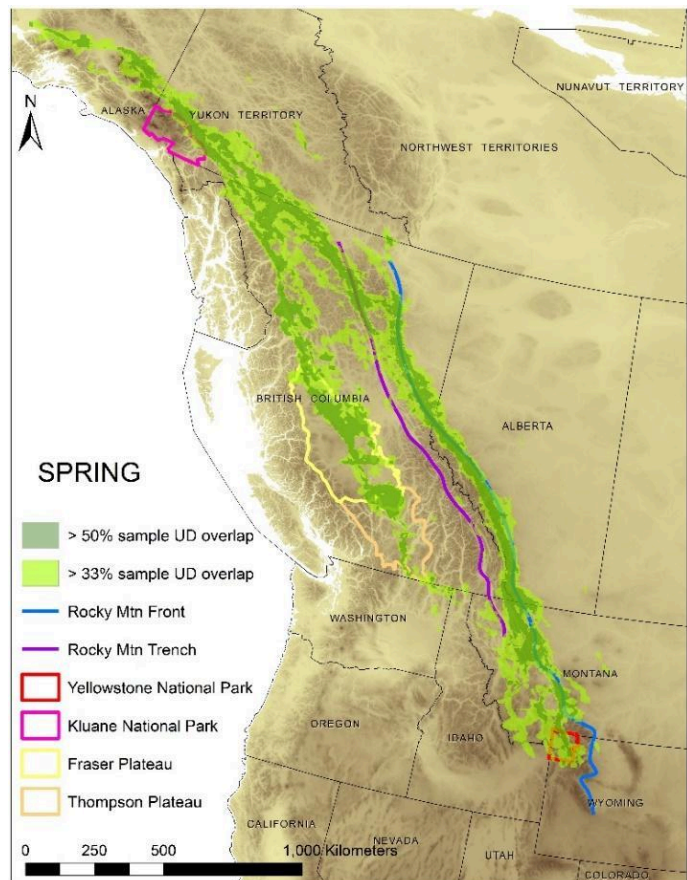 NUNAVUT TERRITORY
ALASKA
YUKON TERRITORY
N
NORTHWEST TERRITORIES
BRITISH COLUMBIA
ALBERTA
SPRING
> 50% sample UD overlap
> 33% sample UD overlap
Rocky Mtn Front
Rocky Mtn Trench
Yellowstone National Park
Kluane National Park
Fraser Plateau
Thompson Plateau
WASHINGTON
MONTANA
OREGON
IDAHO
WYOMING
CALIFORNIA
NEVADA
UTAH
COLORADO
0 250 500 1,000 Kilometers